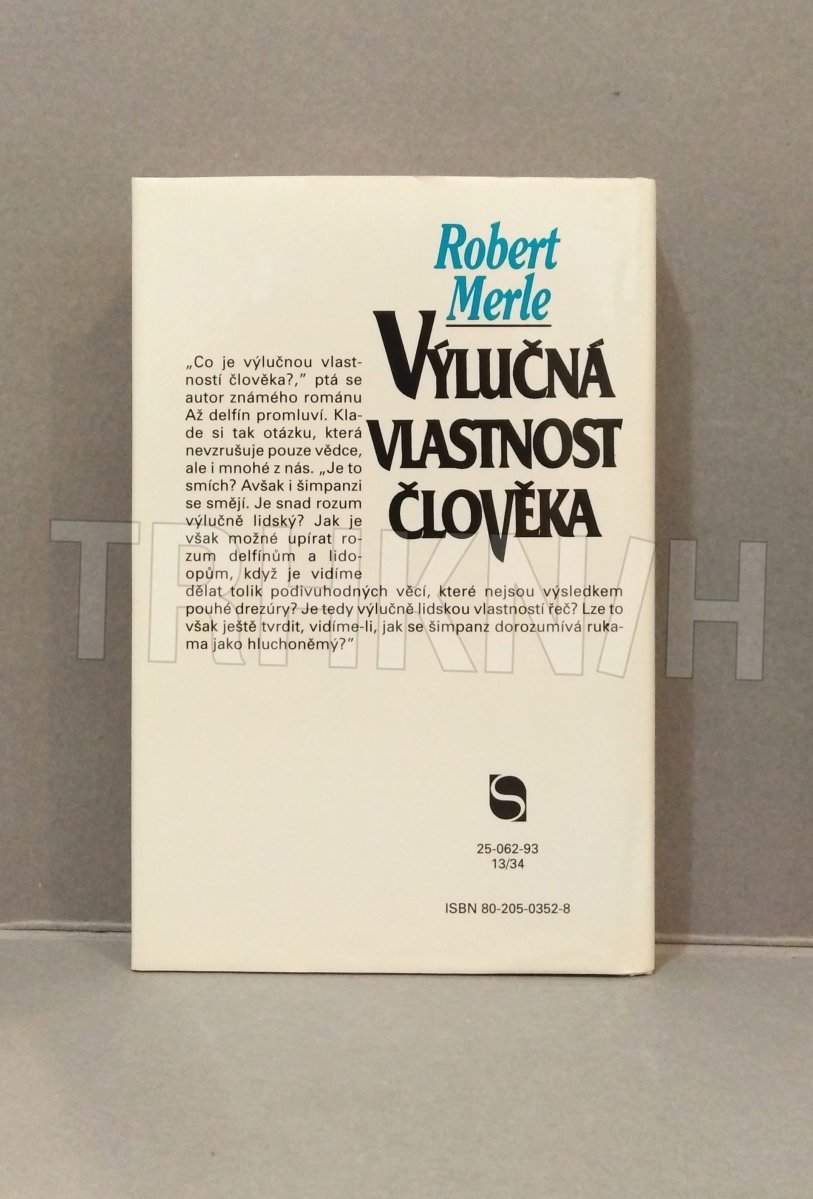 Robert
Merle
VÝLUČNÁ
VLASTNOST
ČLOVĚKA
„Co je výlučnou vlast-
ností člověka?,” ptá se
autor známého románu
Až delfín promluví. Kla-
de si tak otázku, která
nevzrušuje pouze vědce,
ale i mnohé z nás. „Je to
smích? Avšak i šimpanzi
se smějí. Je snad rozum
výlučně lidský? Jak je
však možné upírat ro-
zum delfínům a lido-
opům, když je vidíme
dělat tolik podivuhodných věcí, které nejsou výsledkem
pouhé drezúry? Je tedy výlučně lidskou vlastností řeč? Lze to
však ještě tvrdit, vidíme-li, jak se šimpanz dorozumívá ruka-
ma jako hluchoněmý?”
TRHKN/H
S
25-062-93
13/34
ISBN 80-205-0352-8